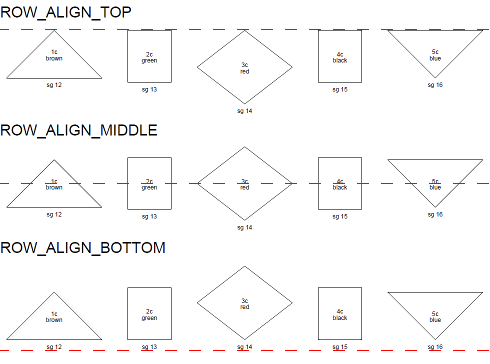 ROW_ALIGN_TOP
1c
brown
2c
green
3c
red
4c
black
5c
blue
sg 12
sg 13
sg 14
sg 15
sg 16
ROW_ALIGN_MIDDLE
1c
brown
2c
green
3c
red
4c
black
5c
blue
sg 12
sg 13
sg 14
sg 15
sg 16
ROW_ALIGN_BOTTOM
1c
brown
2c
green
3c
red
4c
black
5c
blue
sg 12
sg 13
sg 14
sg 15
sg 16